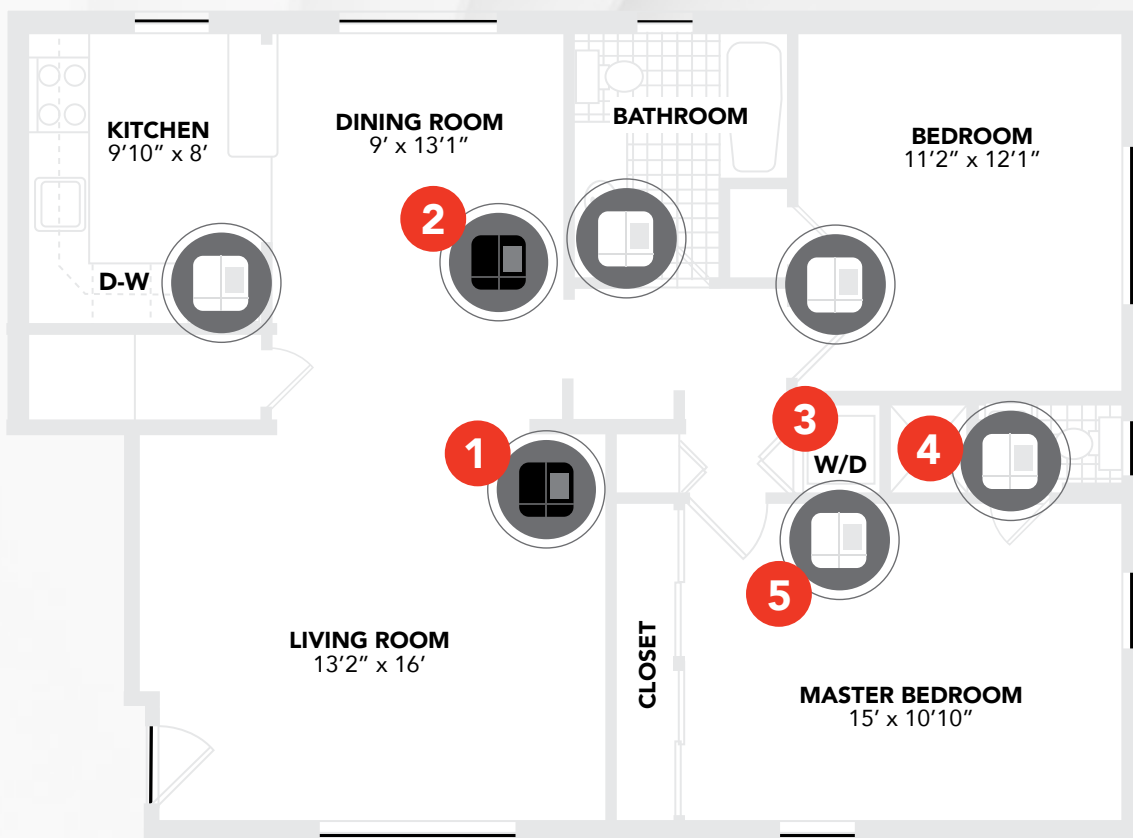 KITCHEN
9'10" x 8'
DINING ROOM
9' x 13'1"
BATHROOM
BEDROOM
11'2" x 12'1"
2
D-W
3
W/D
4
1
5
CLOSET
LIVING ROOM
13'2" x 16'
MASTER BEDROOM
15' x 10'10"